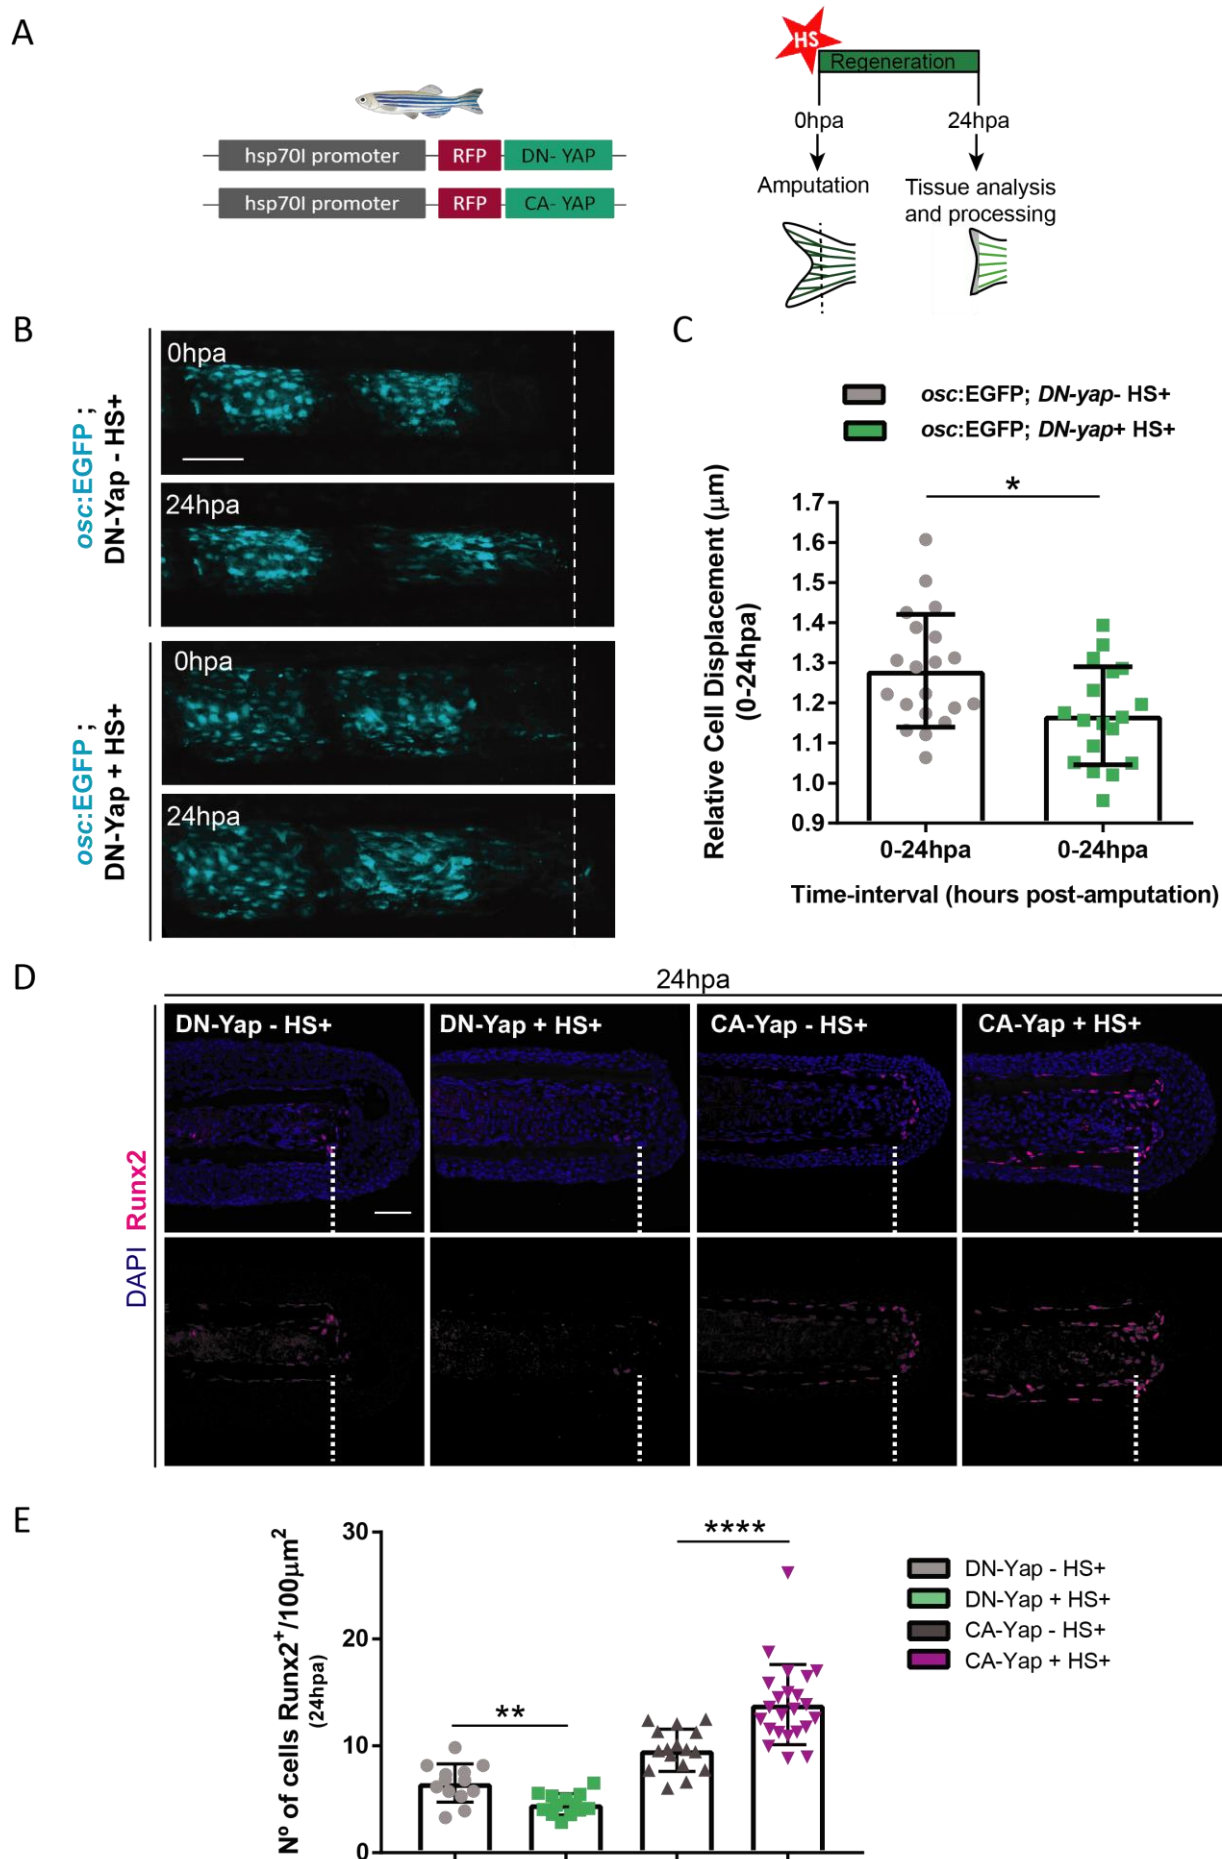 A
HS
Regeneration
0hpa
24hpa
Amputation
Tissue analysis
and processing
hsp70l promoter
RFP
DN- YAP
hsp70l promoter
RFP
CA- YAP
B
osc:EGFP ;
DN-Yap - HS+
0hpa
24hpa
osc:EGFP ;
DN-Yap + HS+
0hpa
24hpa
C
osc:EGFP; DN-yap- HS+
osc:EGFP; DN-yap+ HS+
*
Relative Cell Displacement (μm)
(0-24hpa)
1.7
1.6
1.5
1.4
1.3
1.2
1.1
1.0
0.9
0-24hpa
0-24hpa
Time-interval (hours post-amputation)
D
24hpa
DAPI Runx2
DN-Yap - HS+
DN-Yap + HS+
CA-Yap - HS+
CA-Yap + HS+
E
Nº of cells Runx2⁺/100μm²
(24hpa)
30
20
10
0
**
****
DN-Yap - HS+
DN-Yap + HS+
CA-Yap - HS+
CA-Yap + HS+